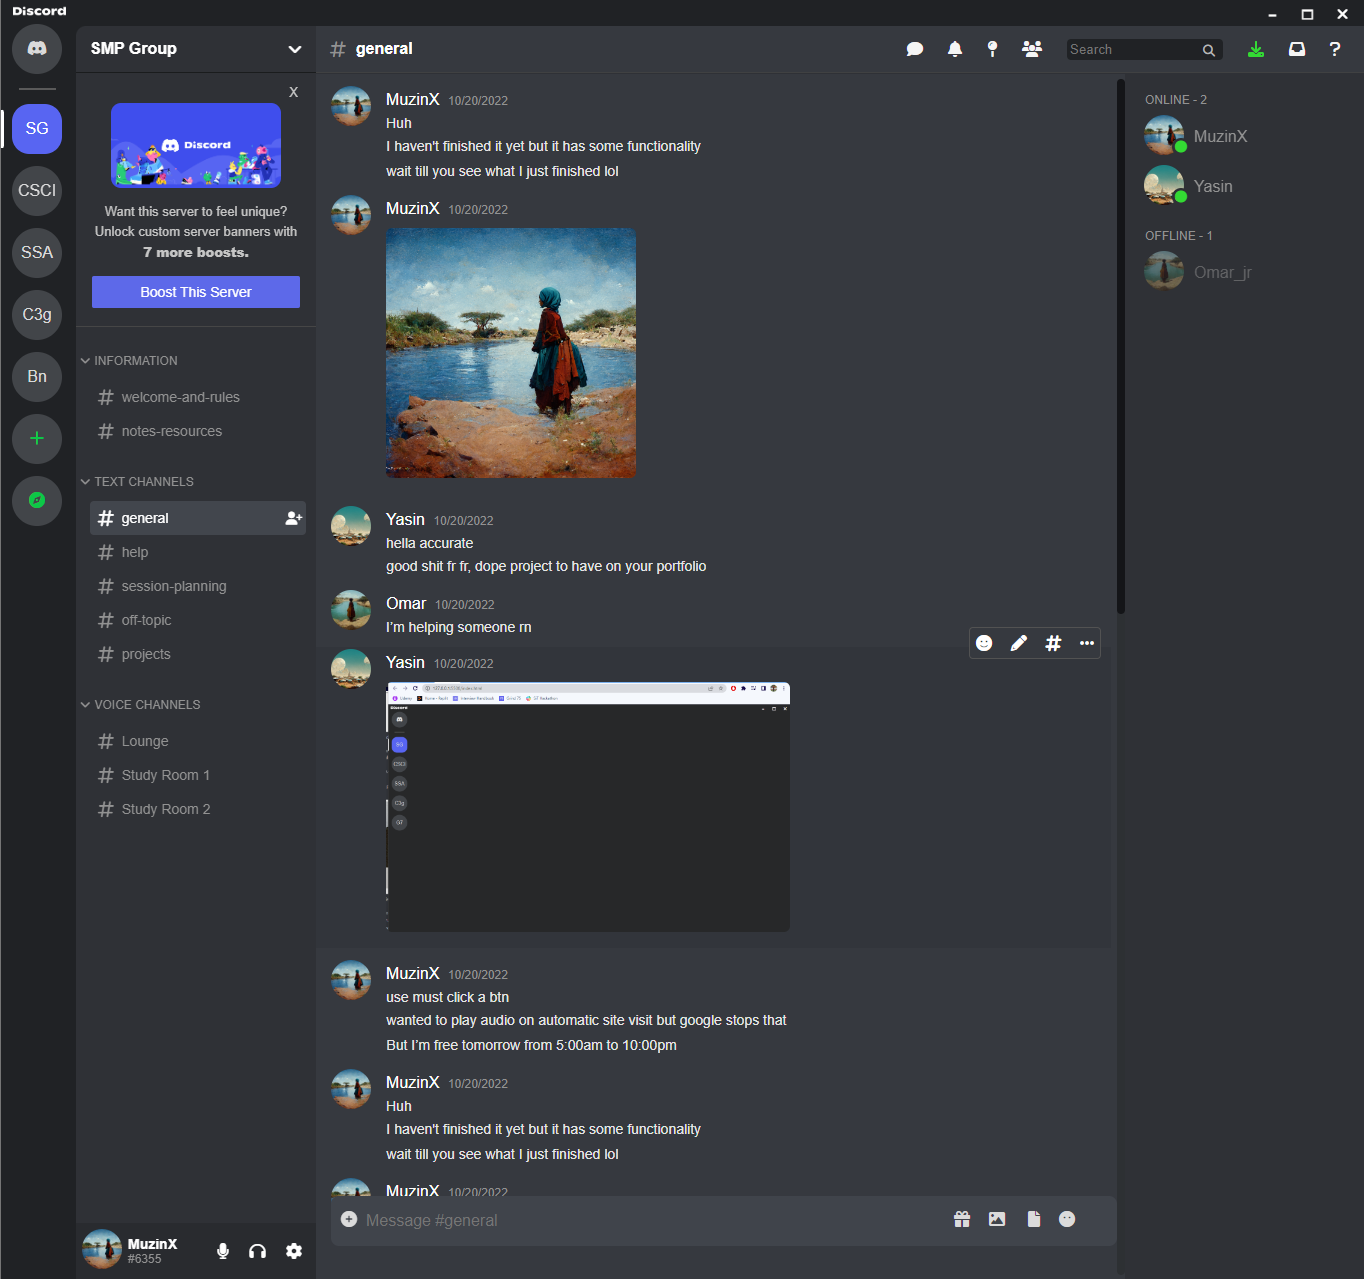 Discord
SG
CSCI
SSA
C3g
Bn
SMP Group
X
Discord
Want this server to feel unique?
Unlock custom server banners with
7 more boosts.
Boost This Server
INFORMATION
# welcome-and-rules
# notes-resources
TEXT CHANNELS
# general
# help
# session-planning
# off-topic
# projects
VOICE CHANNELS
# Lounge
# Study Room 1
# Study Room 2
MuzinX
#6355
# general
Search
?
MuzinX 10/20/2022
Huh
I haven't finished it yet but it has some functionality
wait till you see what I just finished lol
MuzinX 10/20/2022
Yasin 10/20/2022
hella accurate
good shit fr fr, dope project to have on your portfolio
Omar 10/20/2022
I'm helping someone rn
Yasin 10/20/2022
Discord
SG
CSCI
SSA
C3g
MuzinX 10/20/2022
use must click a btn
wanted to play audio on automatic site visit but google stops that
But I'm free tomorrow from 5:00am to 10:00pm
MuzinX 10/20/2022
Huh
I haven't finished it yet but it has some functionality
wait till you see what I just finished lol
MuzinX 10/20/2022
Message #general
ONLINE - 2
MuzinX
Yasin
OFFLINE - 1
Omar_jr